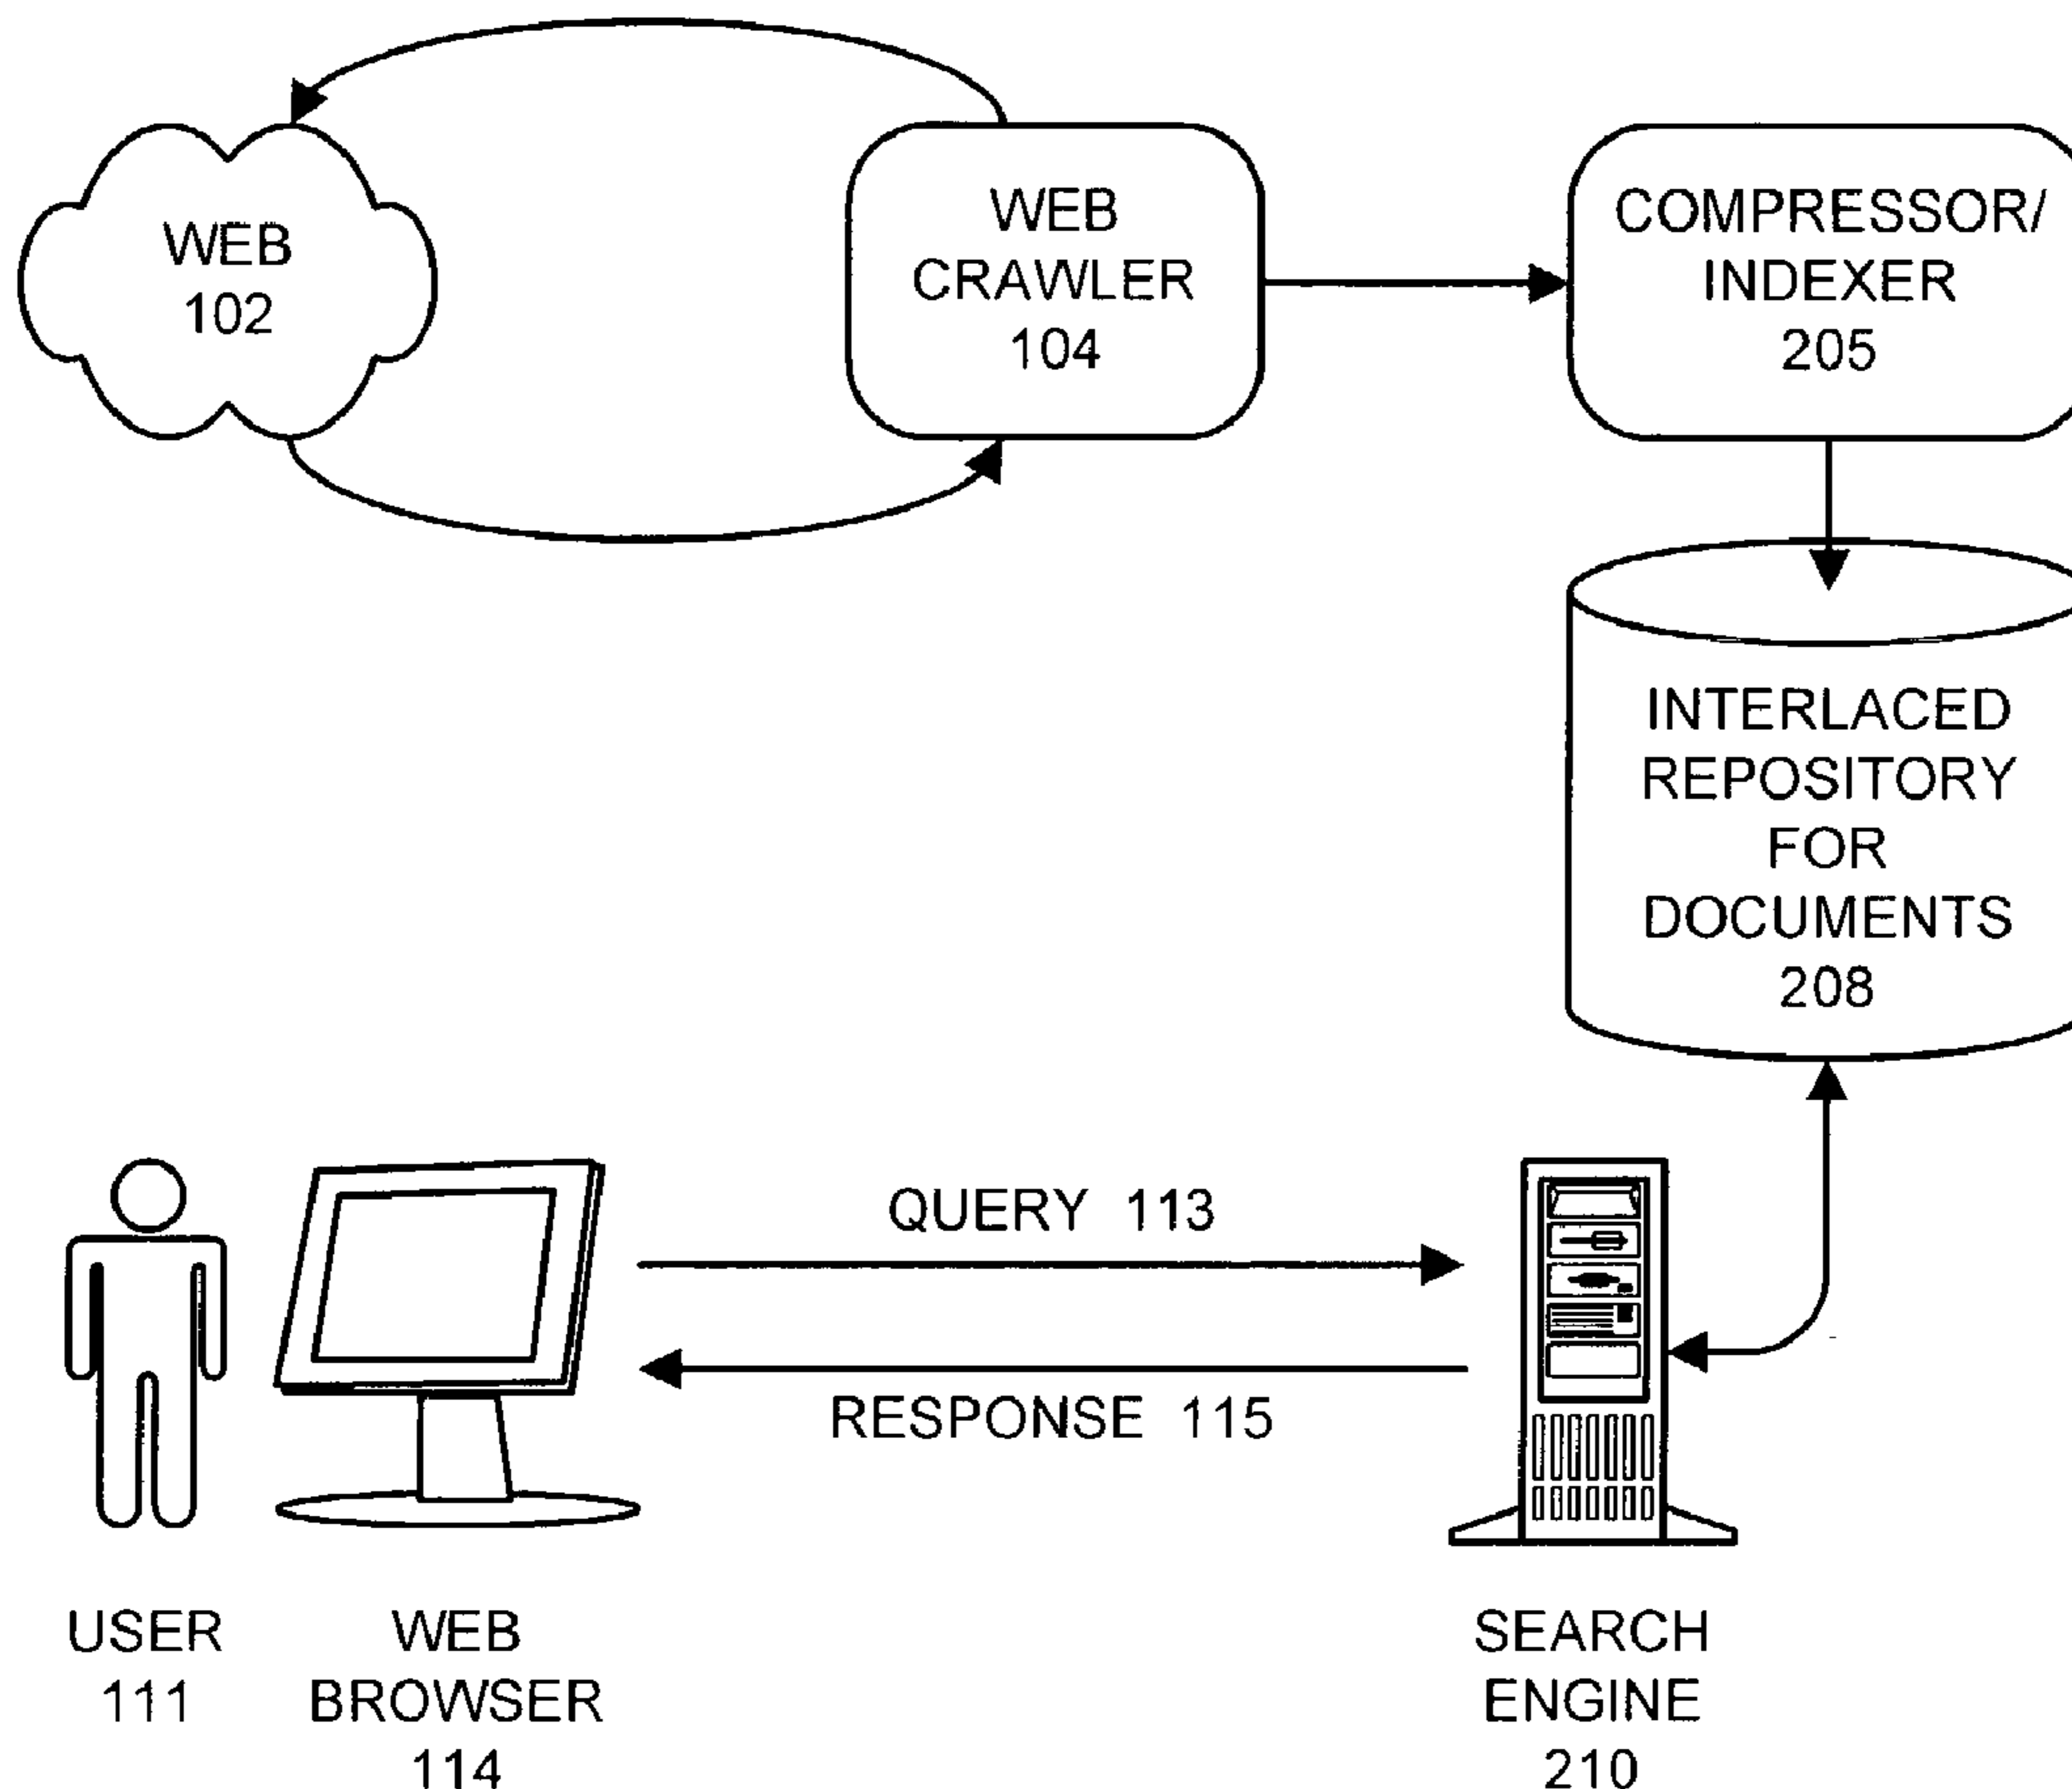 WEB
102
WEB
CRAWLER
104
COMPRESSOR/
INDEXER
205
INTERLACED
REPOSITORY
FOR
DOCUMENTS
208
QUERY 113
RESPONSE 115
USER
111
WEB
BROWSER
114
SEARCH
ENGINE
210